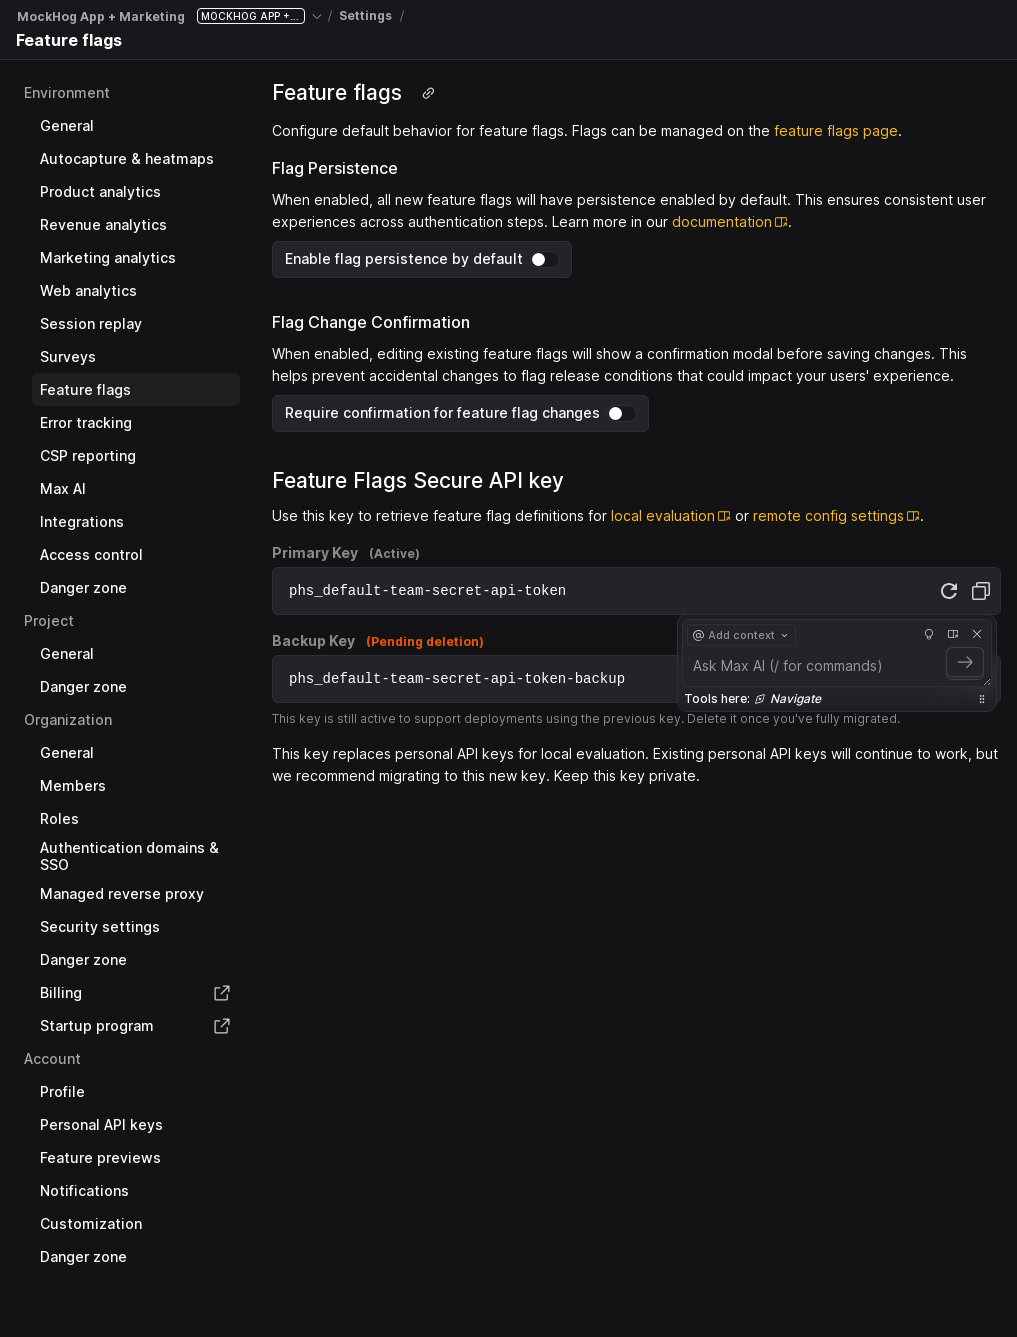 MockHog App + Marketing MOCKHOG APP +... / Settings /
Feature flags
Environment
General
Autocapture & heatmaps
Product analytics
Revenue analytics
Marketing analytics
Web analytics
Session replay
Surveys
Feature flags
Error tracking
CSP reporting
Max AI
Integrations
Access control
Danger zone
Project
General
Danger zone
Organization
General
Members
Roles
Authentication domains &
SSO
Managed reverse proxy
Security settings
Danger zone
Billing
Startup program
Account
Profile
Personal API keys
Feature previews
Notifications
Customization
Danger zone
Feature flags
Configure default behavior for feature flags. Flags can be managed on the feature flags page.
Flag Persistence
When enabled, all new feature flags will have persistence enabled by default. This ensures consistent user
experiences across authentication steps. Learn more in our documentation.
Enable flag persistence by default
Flag Change Confirmation
When enabled, editing existing feature flags will show a confirmation modal before saving changes. This
helps prevent accidental changes to flag release conditions that could impact your users' experience.
Require confirmation for feature flag changes
Feature Flags Secure API key
Use this key to retrieve feature flag definitions for local evaluation or remote config settings.
Primary Key (Active)
phs_default-team-secret-api-token
Backup Key (Pending deletion)
phs_default-team-secret-api-token-backup
This key is still active to support deployments using the previous key. Delete it once you've fully migrated.
This key replaces personal API keys for local evaluation. Existing personal API keys will continue to work, but
we recommend migrating to this new key. Keep this key private.
@ Add context
Ask Max AI (/ for commands)
Tools here: Navigate